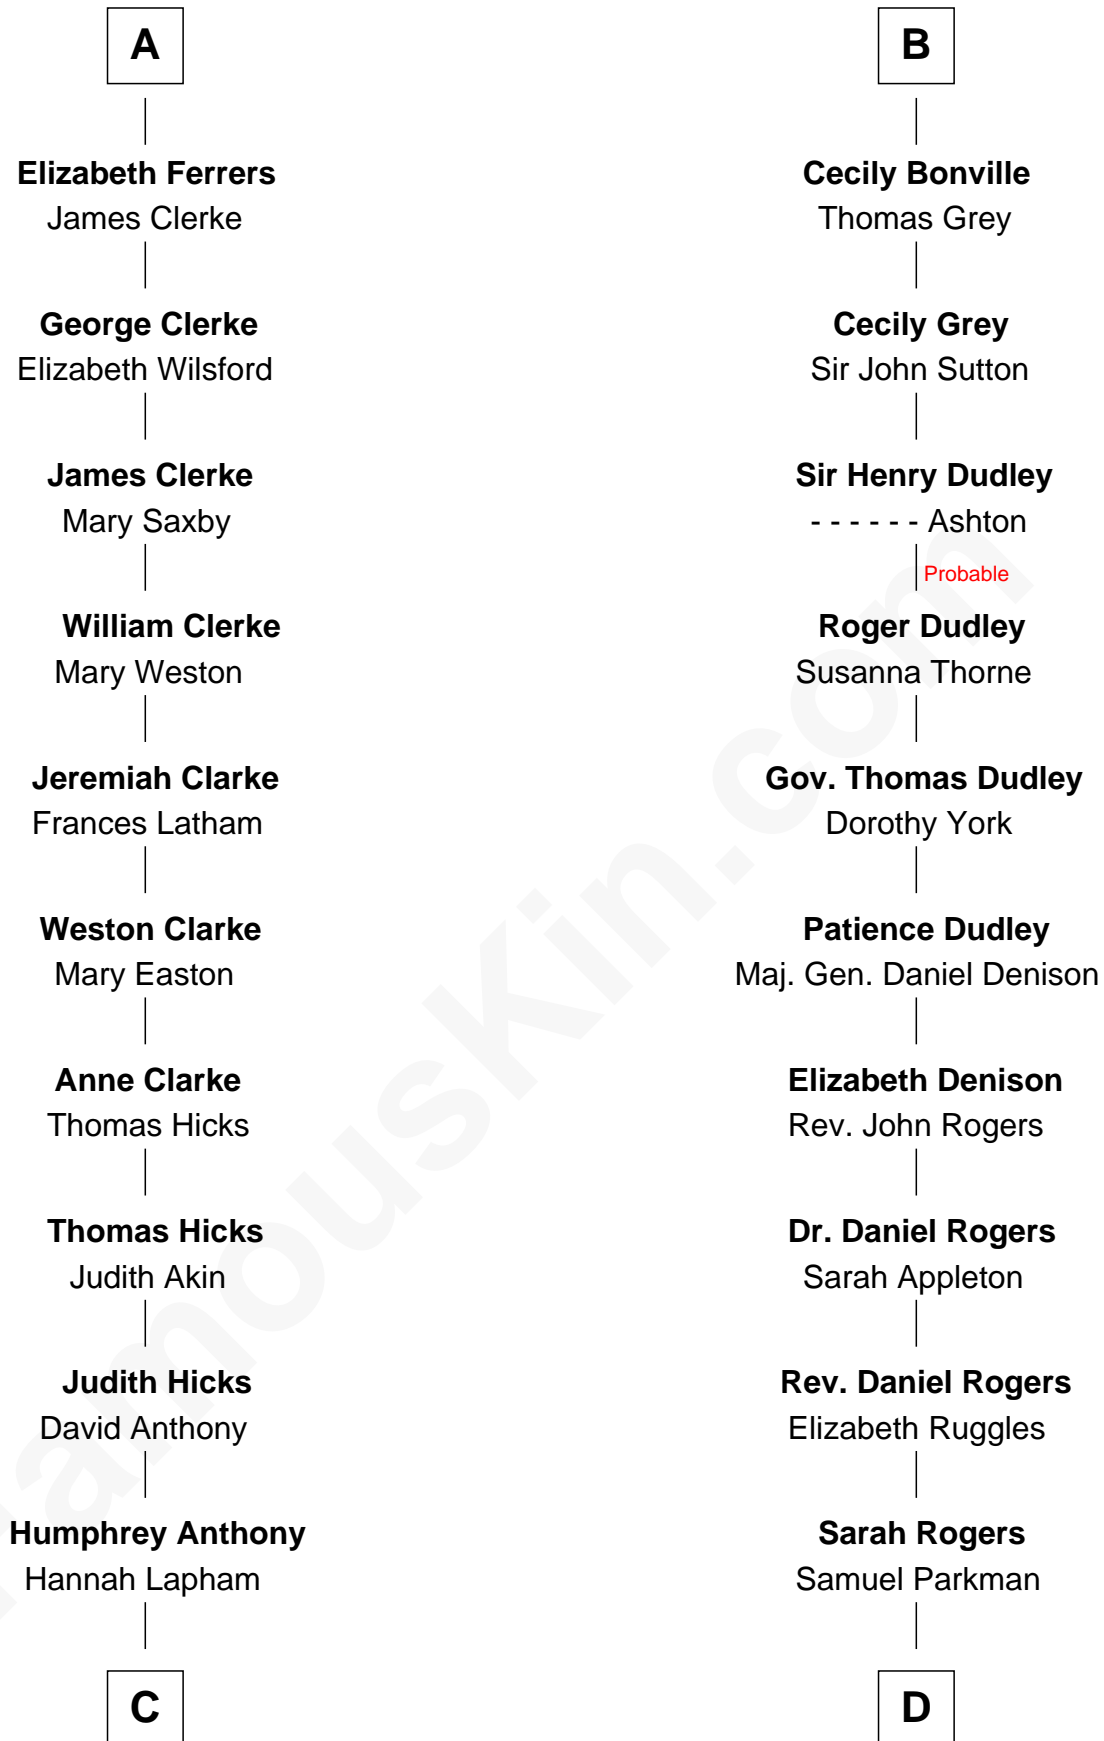 A
Elizabeth Ferrers
James Clerke
George Clerke
Elizabeth Wilsford
James Clerke
Mary Saxby
William Clerke
Mary Weston
Jeremiah Clarke
Frances Latham
Weston Clarke
Mary Easton
Anne Clarke
Thomas Hicks
Thomas Hicks
Judith Akin
Judith Hicks
David Anthony
Humphrey Anthony
Hannah Lapham
C
B
Cecily Bonville
Thomas Grey
Cecily Grey
Sir John Sutton
Sir Henry Dudley
- - - - - - Ashton
Probable
Roger Dudley
Susanna Thorne
Gov. Thomas Dudley
Dorothy York
Patience Dudley
Maj. Gen. Daniel Denison
Elizabeth Denison
Rev. John Rogers
Dr. Daniel Rogers
Sarah Appleton
Rev. Daniel Rogers
Elizabeth Ruggles
Sarah Rogers
Samuel Parkman
D
FamousKin.com